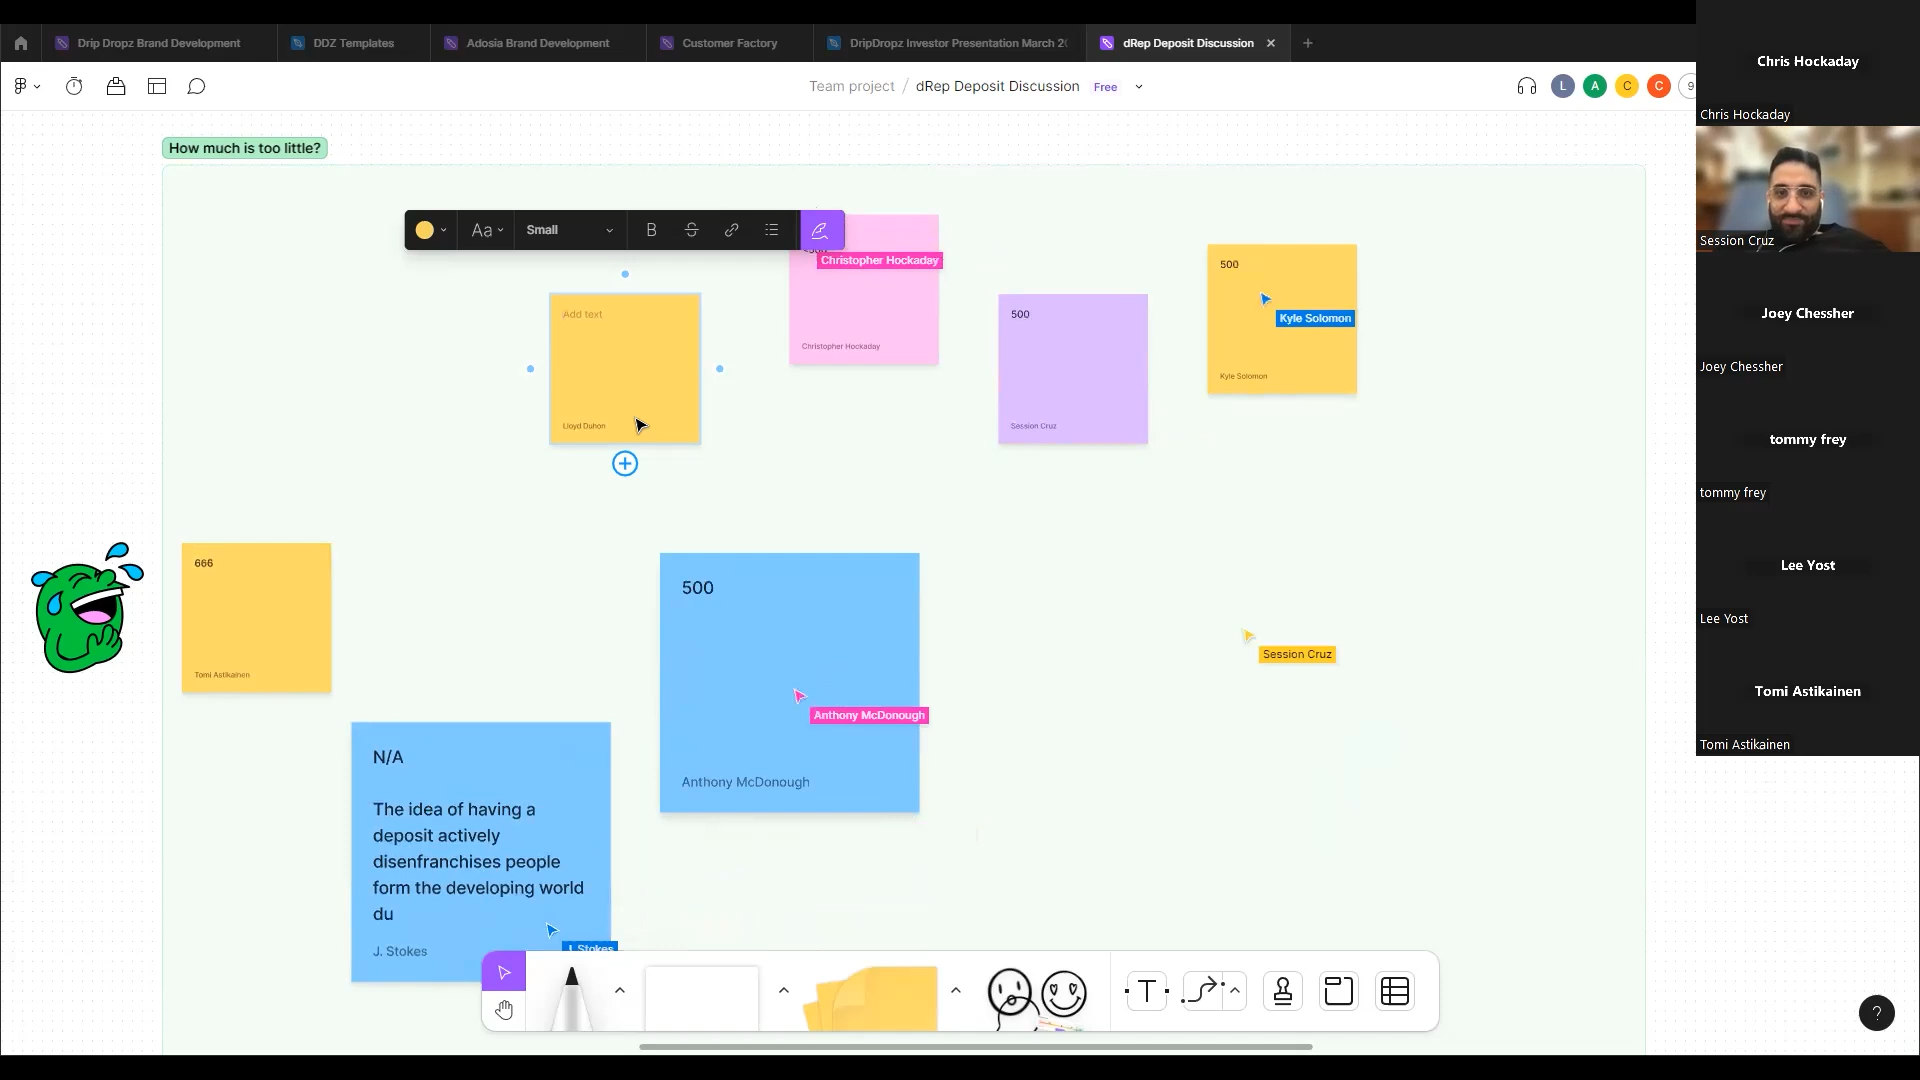 Drip Dropz Brand Development
DDZ Templates
Adosia Brand Development
Customer Factory
DripDropz Investor Presentation March 20
dRep Deposit Discussion
Team project / dRep Deposit Discussion Free
L A C C 9
How much is too little?
Aa Small B S
Christopher Hockaday
Christopher Hockaday
Add text
Lloyd Duhon
500
Session Cruz
500
Kyle Solomon
Kyle Solomon
666
Tomi Astikainen
500
Anthony McDonough
Anthony McDonough
Session Cruz
N/A
The idea of having a
deposit actively
disenfranchises people
form the developing world
du
J. Stokes
J. Stokes
T
?
Chris Hockaday
Chris Hockaday
Session Cruz
Joey Chessher
Joey Chessher
tommy frey
tommy frey
Lee Yost
Lee Yost
Tomi Astikainen
Tomi Astikainen